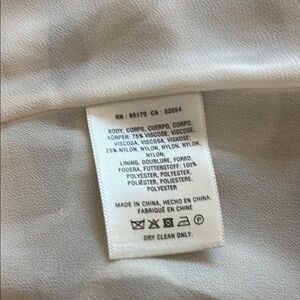 RN : 66170 CA : 32054
BODY, CORPS, CUERPO, CORPO,
KÖRPER: 75% VISCOSE, VISCOSE,
VISCOSA, VISCOSA, VISKOSE;
25% NYLON, NYLON, NYLON, NYLON,
NYLON;
LINING, DOUBLURE, FORRO,
FODERA, FUTTERSTOFF: 100%
POLYESTER, POLYESTER,
POLIÉSTER, POLIESTERE,
POLYESTER
MADE IN CHINA, HECHO EN CHINA,
FABRIQUÉ EN CHINE
DRY CLEAN ONLY.